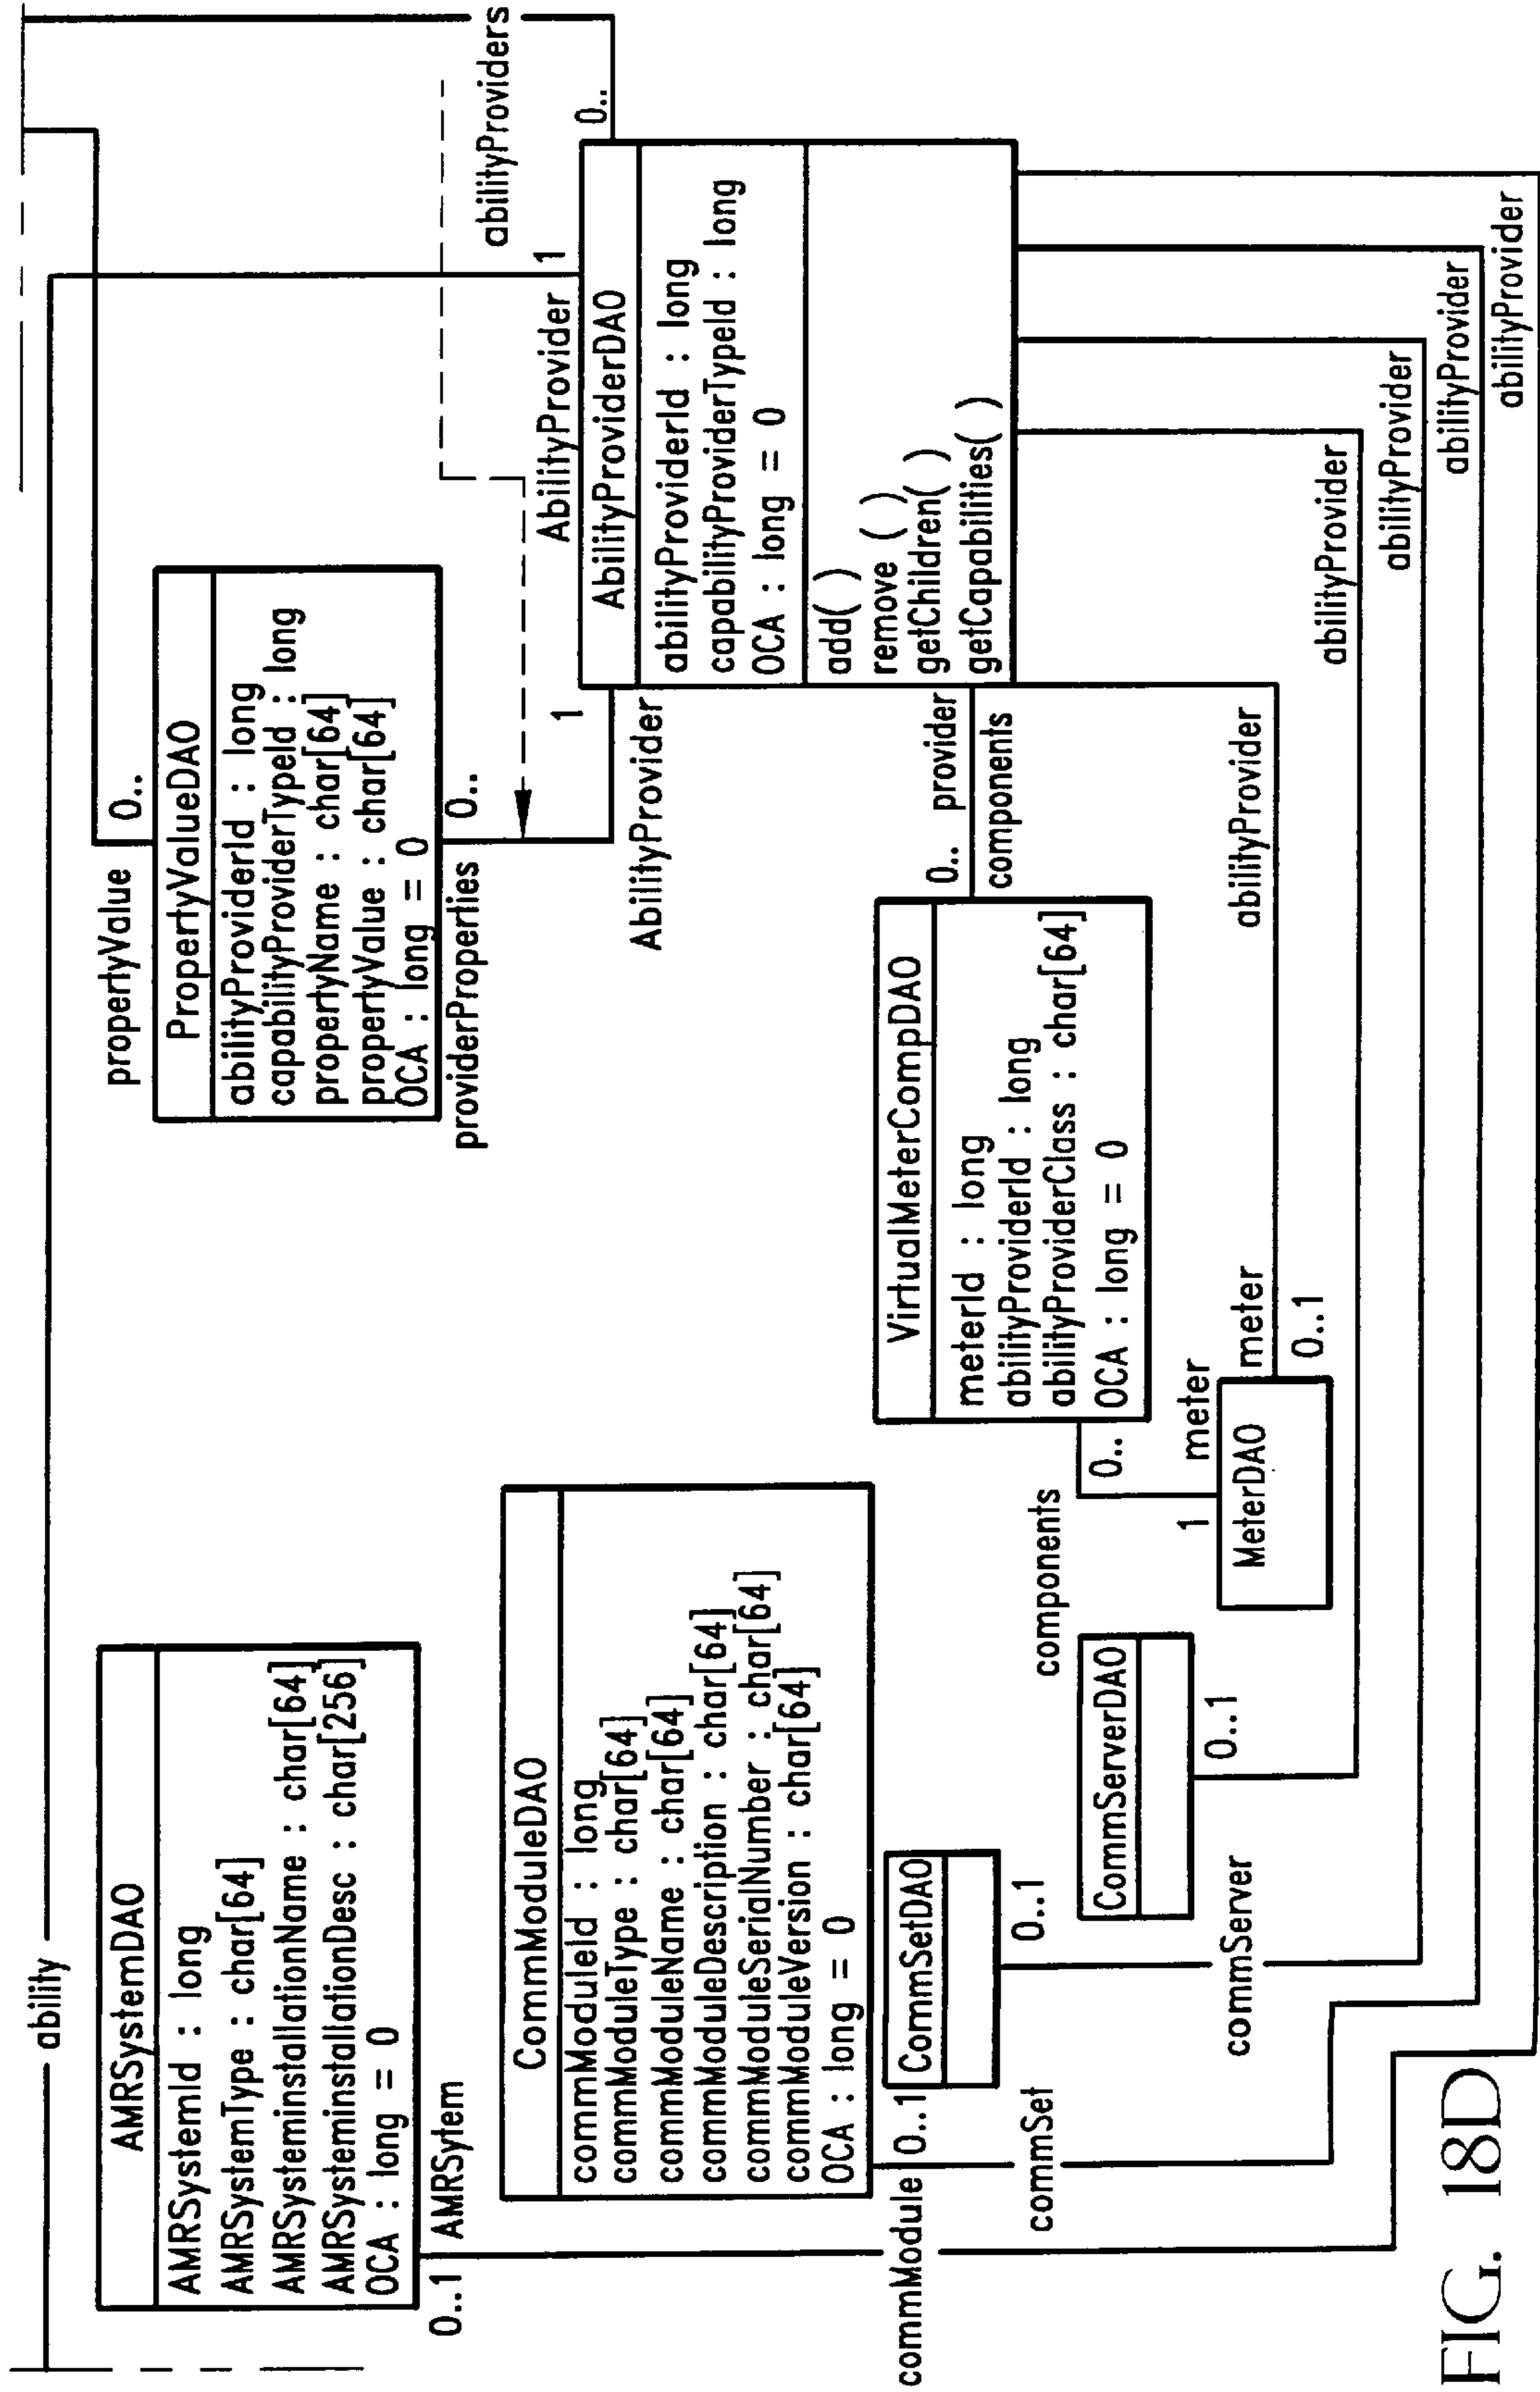 ability
AMRSystemDAO
AMRSystemId : long
AMRSystemType : char[64]
AMRSysteminstallationName : char[64]
AMRSysteminstallationDesc : char[256]
OCA : long = 0
0..1 AMRSytem
propertyValue
0..
PropertyValueDAO
abilityProviderId : long
capabilityProviderTypeId : long
propertyName : char[64]
propertyValue : char[64]
OCA : long = 0
providerProperties
0..
abilityProviders
0..
AbilityProvider
1
1
AbilityProvider
AbilityProviderDAO
abilityProviderId : long
capabilityProviderTypeId : long
OCA : long = 0
add( )
remove ( )
getChildren( )
getCapabilities( )
CommModuleDAO
commModuleId : long
commModuleType : char[64]
commModuleName : char[64]
commModuleDescription : char[64]
commModuleSerialNumber : char[64]
commModuleVersion : char[64]
OCA : long = 0
commModule
0..1
VirtualMeterCompDAO
meterId : long
abilityProviderId : long
abilityProviderClass : char[64]
OCA : long = 0
0..
provider
components
CommSetDAO
0..1
commSet
components
0..
1
meter
meter
MeterDAO
0..1
CommServerDAO
0..1
commServer
abilityProvider
abilityProvider
abilityProvider
abilityProvider
abilityProvider
FIG. 18D